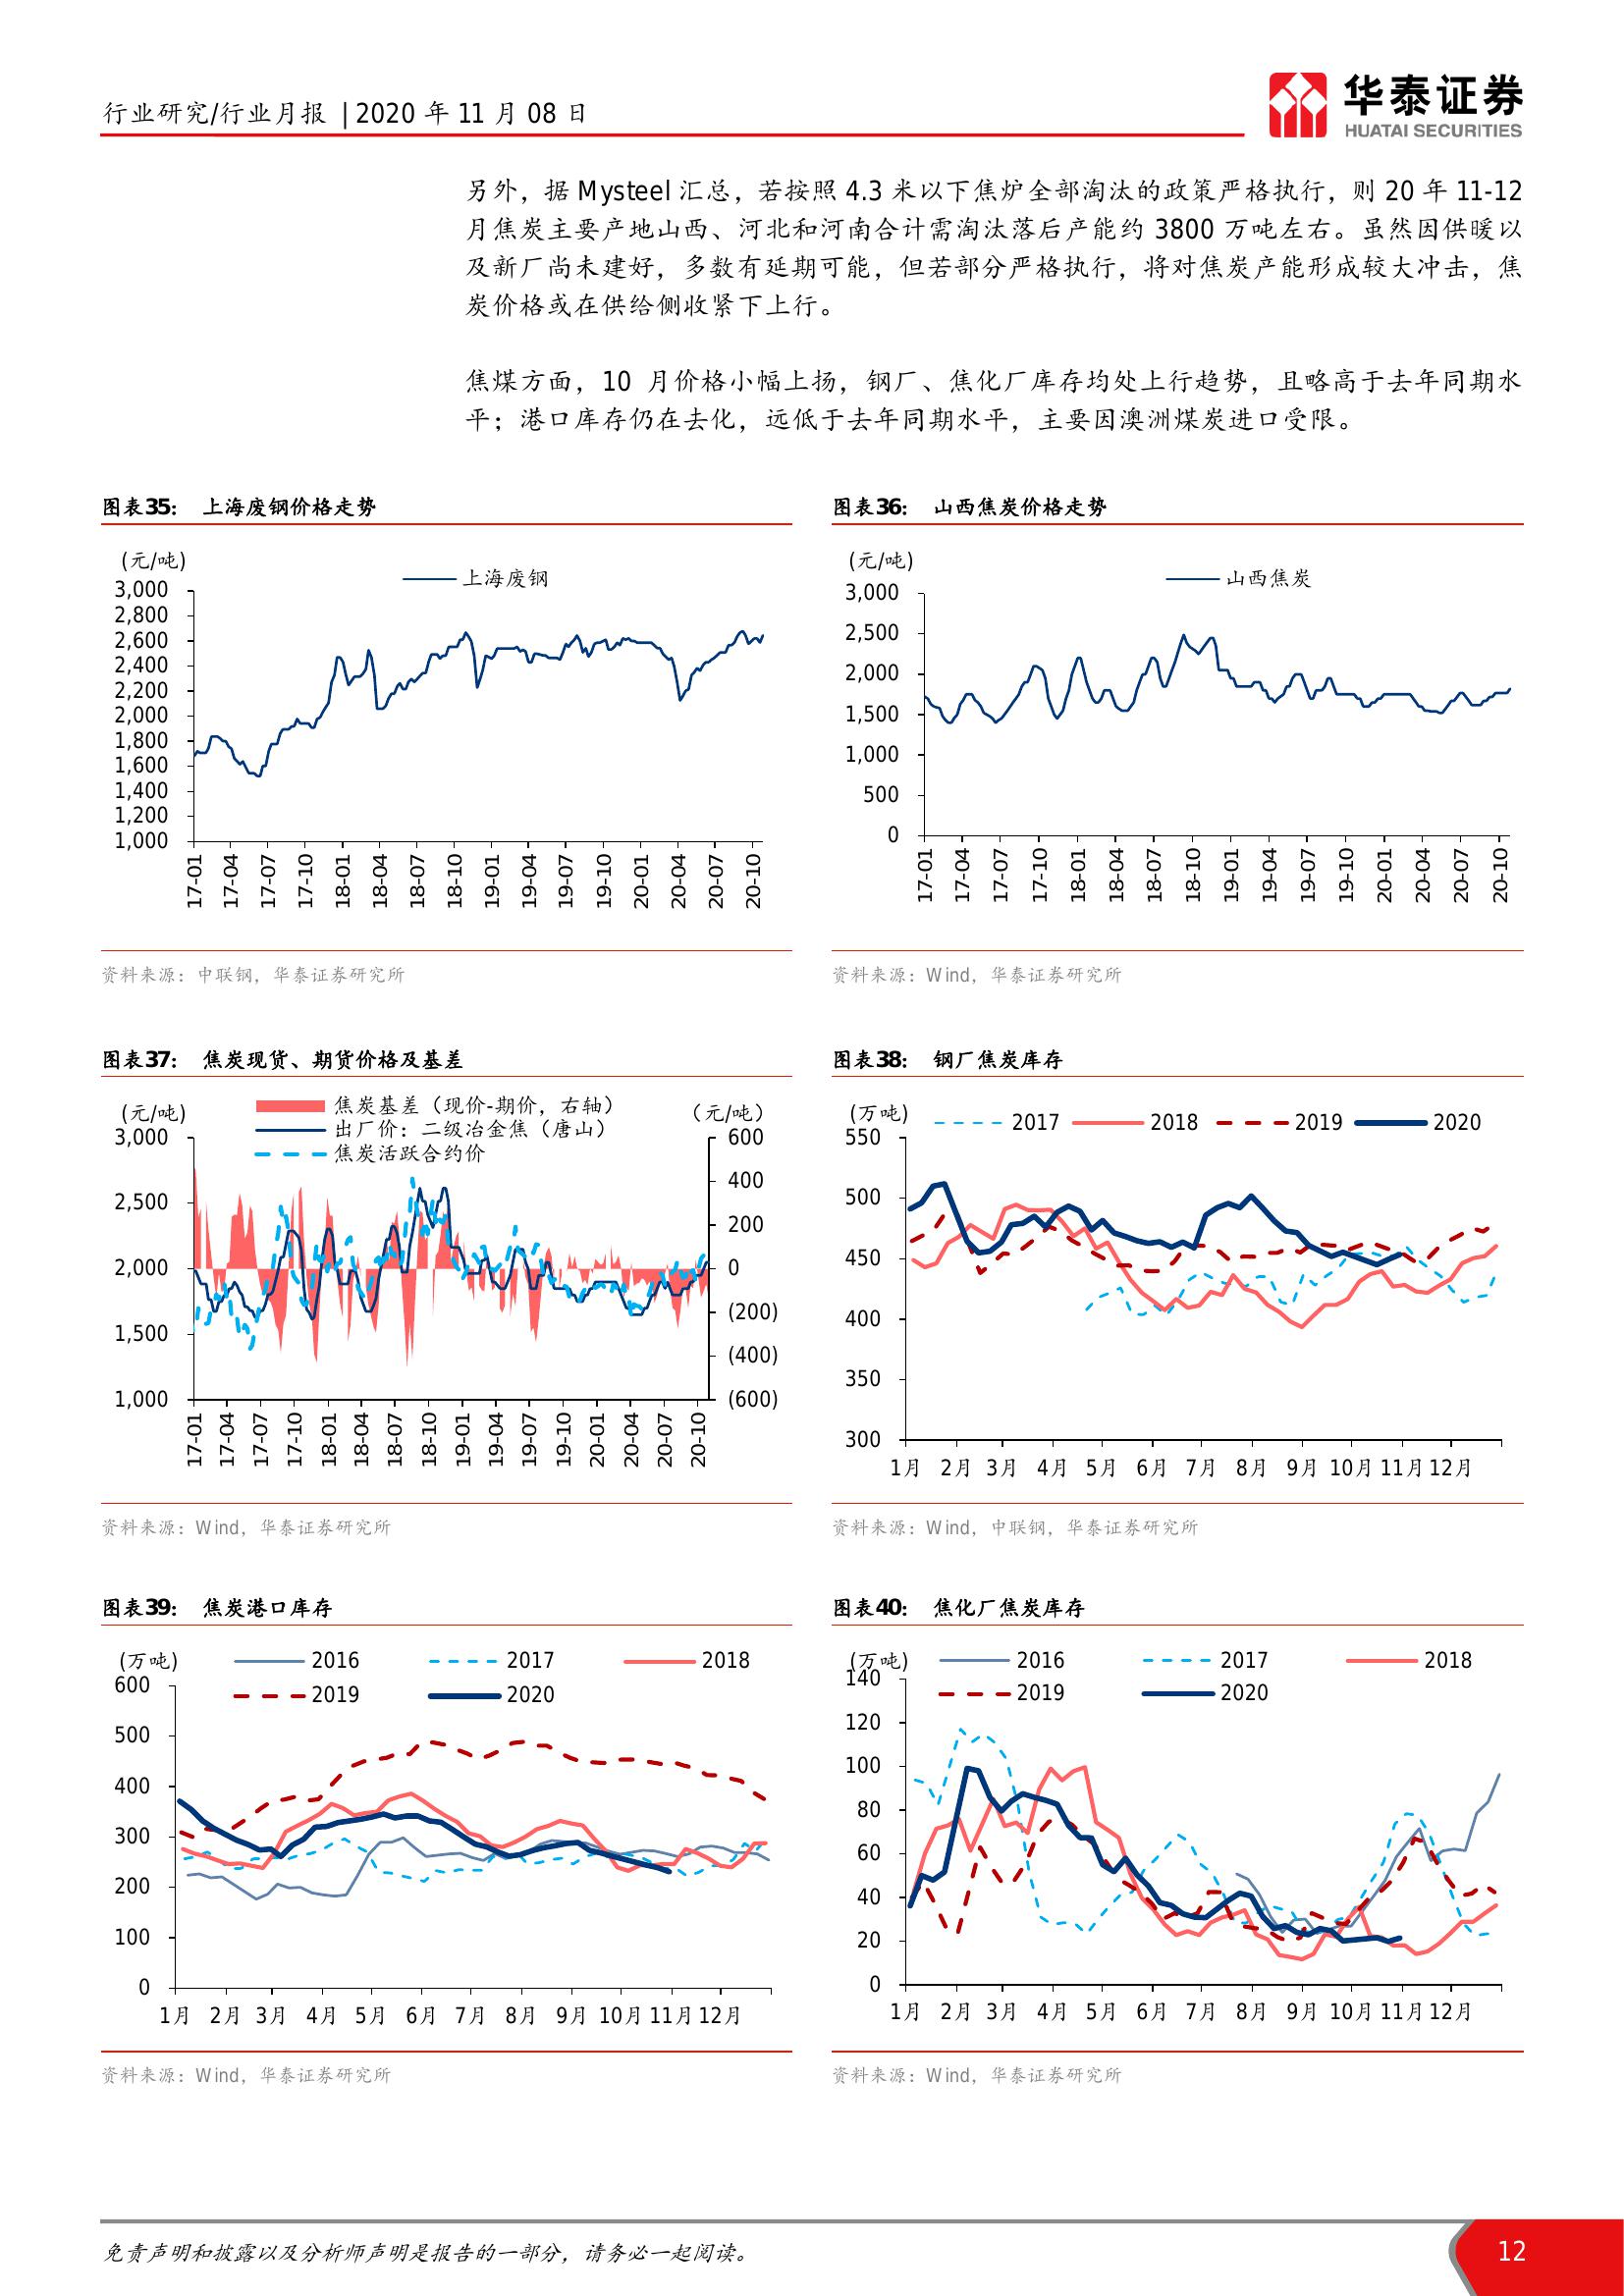 行业研究/行业月报 | 2020 年 11 月 08 日
华泰证券
HUATAI SECURITIES
另外，据 Mysteel 汇总，若按照 4.3 米以下焦炉全部淘汰的政策严格执行，则 20 年 11-12
月焦炭主要产地山西、河北和河南合计需淘汰落后产能约 3800 万吨左右。虽然因供暖以
及新厂尚未建好，多数有延期可能，但若部分严格执行，将对焦炭产能形成较大冲击，焦
炭价格或在供给侧收紧下上行。
焦煤方面，10 月价格小幅上扬，钢厂、焦化厂库存均处上行趋势，且略高于去年同期水
平；港口库存仍在去化，远低于去年同期水平，主要因澳洲煤炭进口受限。
图表35： 上海废钢价格走势
(元/吨)
上海废钢
3,000
2,800
2,600
2,400
2,200
2,000
1,800
1,600
1,400
1,200
1,000
17-01 17-04 17-07 17-10 18-01 18-04 18-07 18-10 19-01 19-04 19-07 19-10 20-01 20-04 20-07 20-10
资料来源：中联钢，华泰证券研究所
图表36： 山西焦炭价格走势
(元/吨)
山西焦炭
3,000
2,500
2,000
1,500
1,000
500
0
17-01 17-04 17-07 17-10 18-01 18-04 18-07 18-10 19-01 19-04 19-07 19-10 20-01 20-04 20-07 20-10
资料来源：Wind，华泰证券研究所
图表37： 焦炭现货、期货价格及基差
(元/吨)
焦炭基差（现价-期价，右轴）
出厂价：二级冶金焦（唐山）
焦炭活跃合约价
（元/吨）
3,000
2,500
2,000
1,500
1,000
600
400
200
0
(200)
(400)
(600)
17-01 17-04 17-07 17-10 18-01 18-04 18-07 18-10 19-01 19-04 19-07 19-10 20-01 20-04 20-07 20-10
资料来源：Wind，华泰证券研究所
图表38： 钢厂焦炭库存
(万吨)
2017 2018 2019 2020
550
500
450
400
350
300
1月 2月 3月 4月 5月 6月 7月 8月 9月 10月 11月 12月
资料来源：Wind，中联钢，华泰证券研究所
图表39： 焦炭港口库存
(万吨)
2016 2017 2018
2019 2020
600
500
400
300
200
100
0
1月 2月 3月 4月 5月 6月 7月 8月 9月 10月 11月 12月
资料来源：Wind，华泰证券研究所
图表40： 焦化厂焦炭库存
(万吨)
2016 2017 2018
2019 2020
140
120
100
80
60
40
20
0
1月 2月 3月 4月 5月 6月 7月 8月 9月 10月 11月 12月
资料来源：Wind，华泰证券研究所
免责声明和披露以及分析师声明是报告的一部分，请务必一起阅读。
12